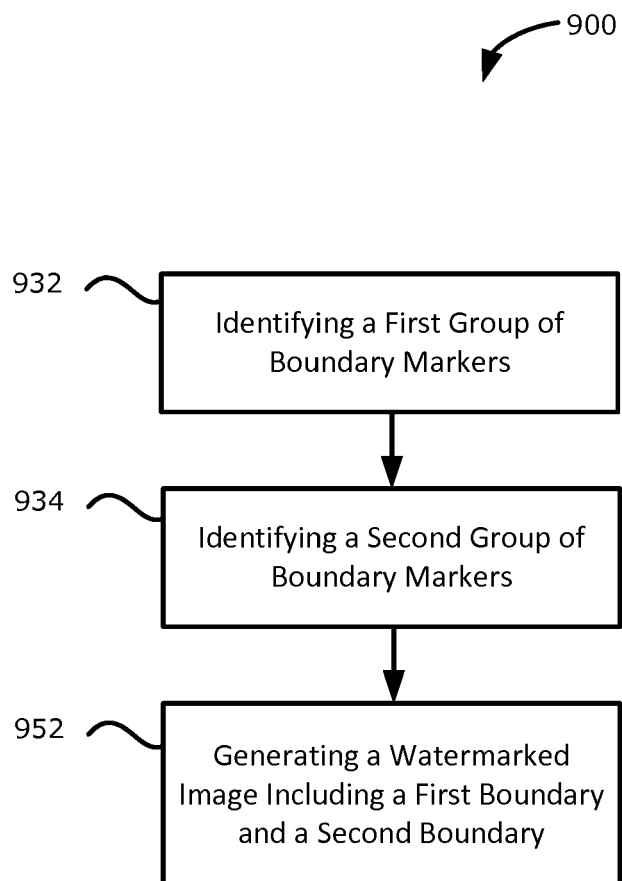 900
932
Identifying a First Group of
Boundary Markers
934
Identifying a Second Group of
Boundary Markers
952
Generating a Watermarked
Image Including a First Boundary
and a Second Boundary